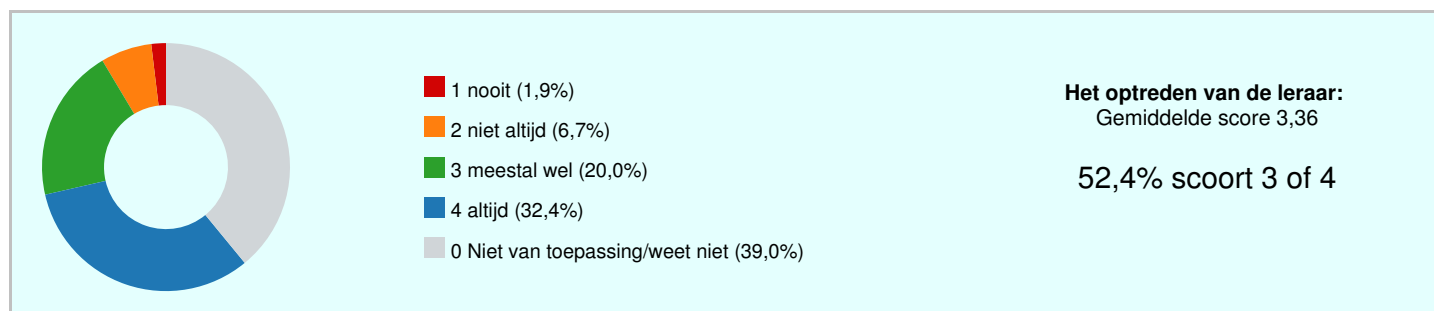 1 nooit (1,9%)
2 niet altijd (6,7%)
3 meestal wel (20,0%)
4 altijd (32,4%)
0 Niet van toepassing/weet niet (39,0%)
Het optreden van de leraar:
Gemiddelde score 3,36
52,4% scoort 3 of 4